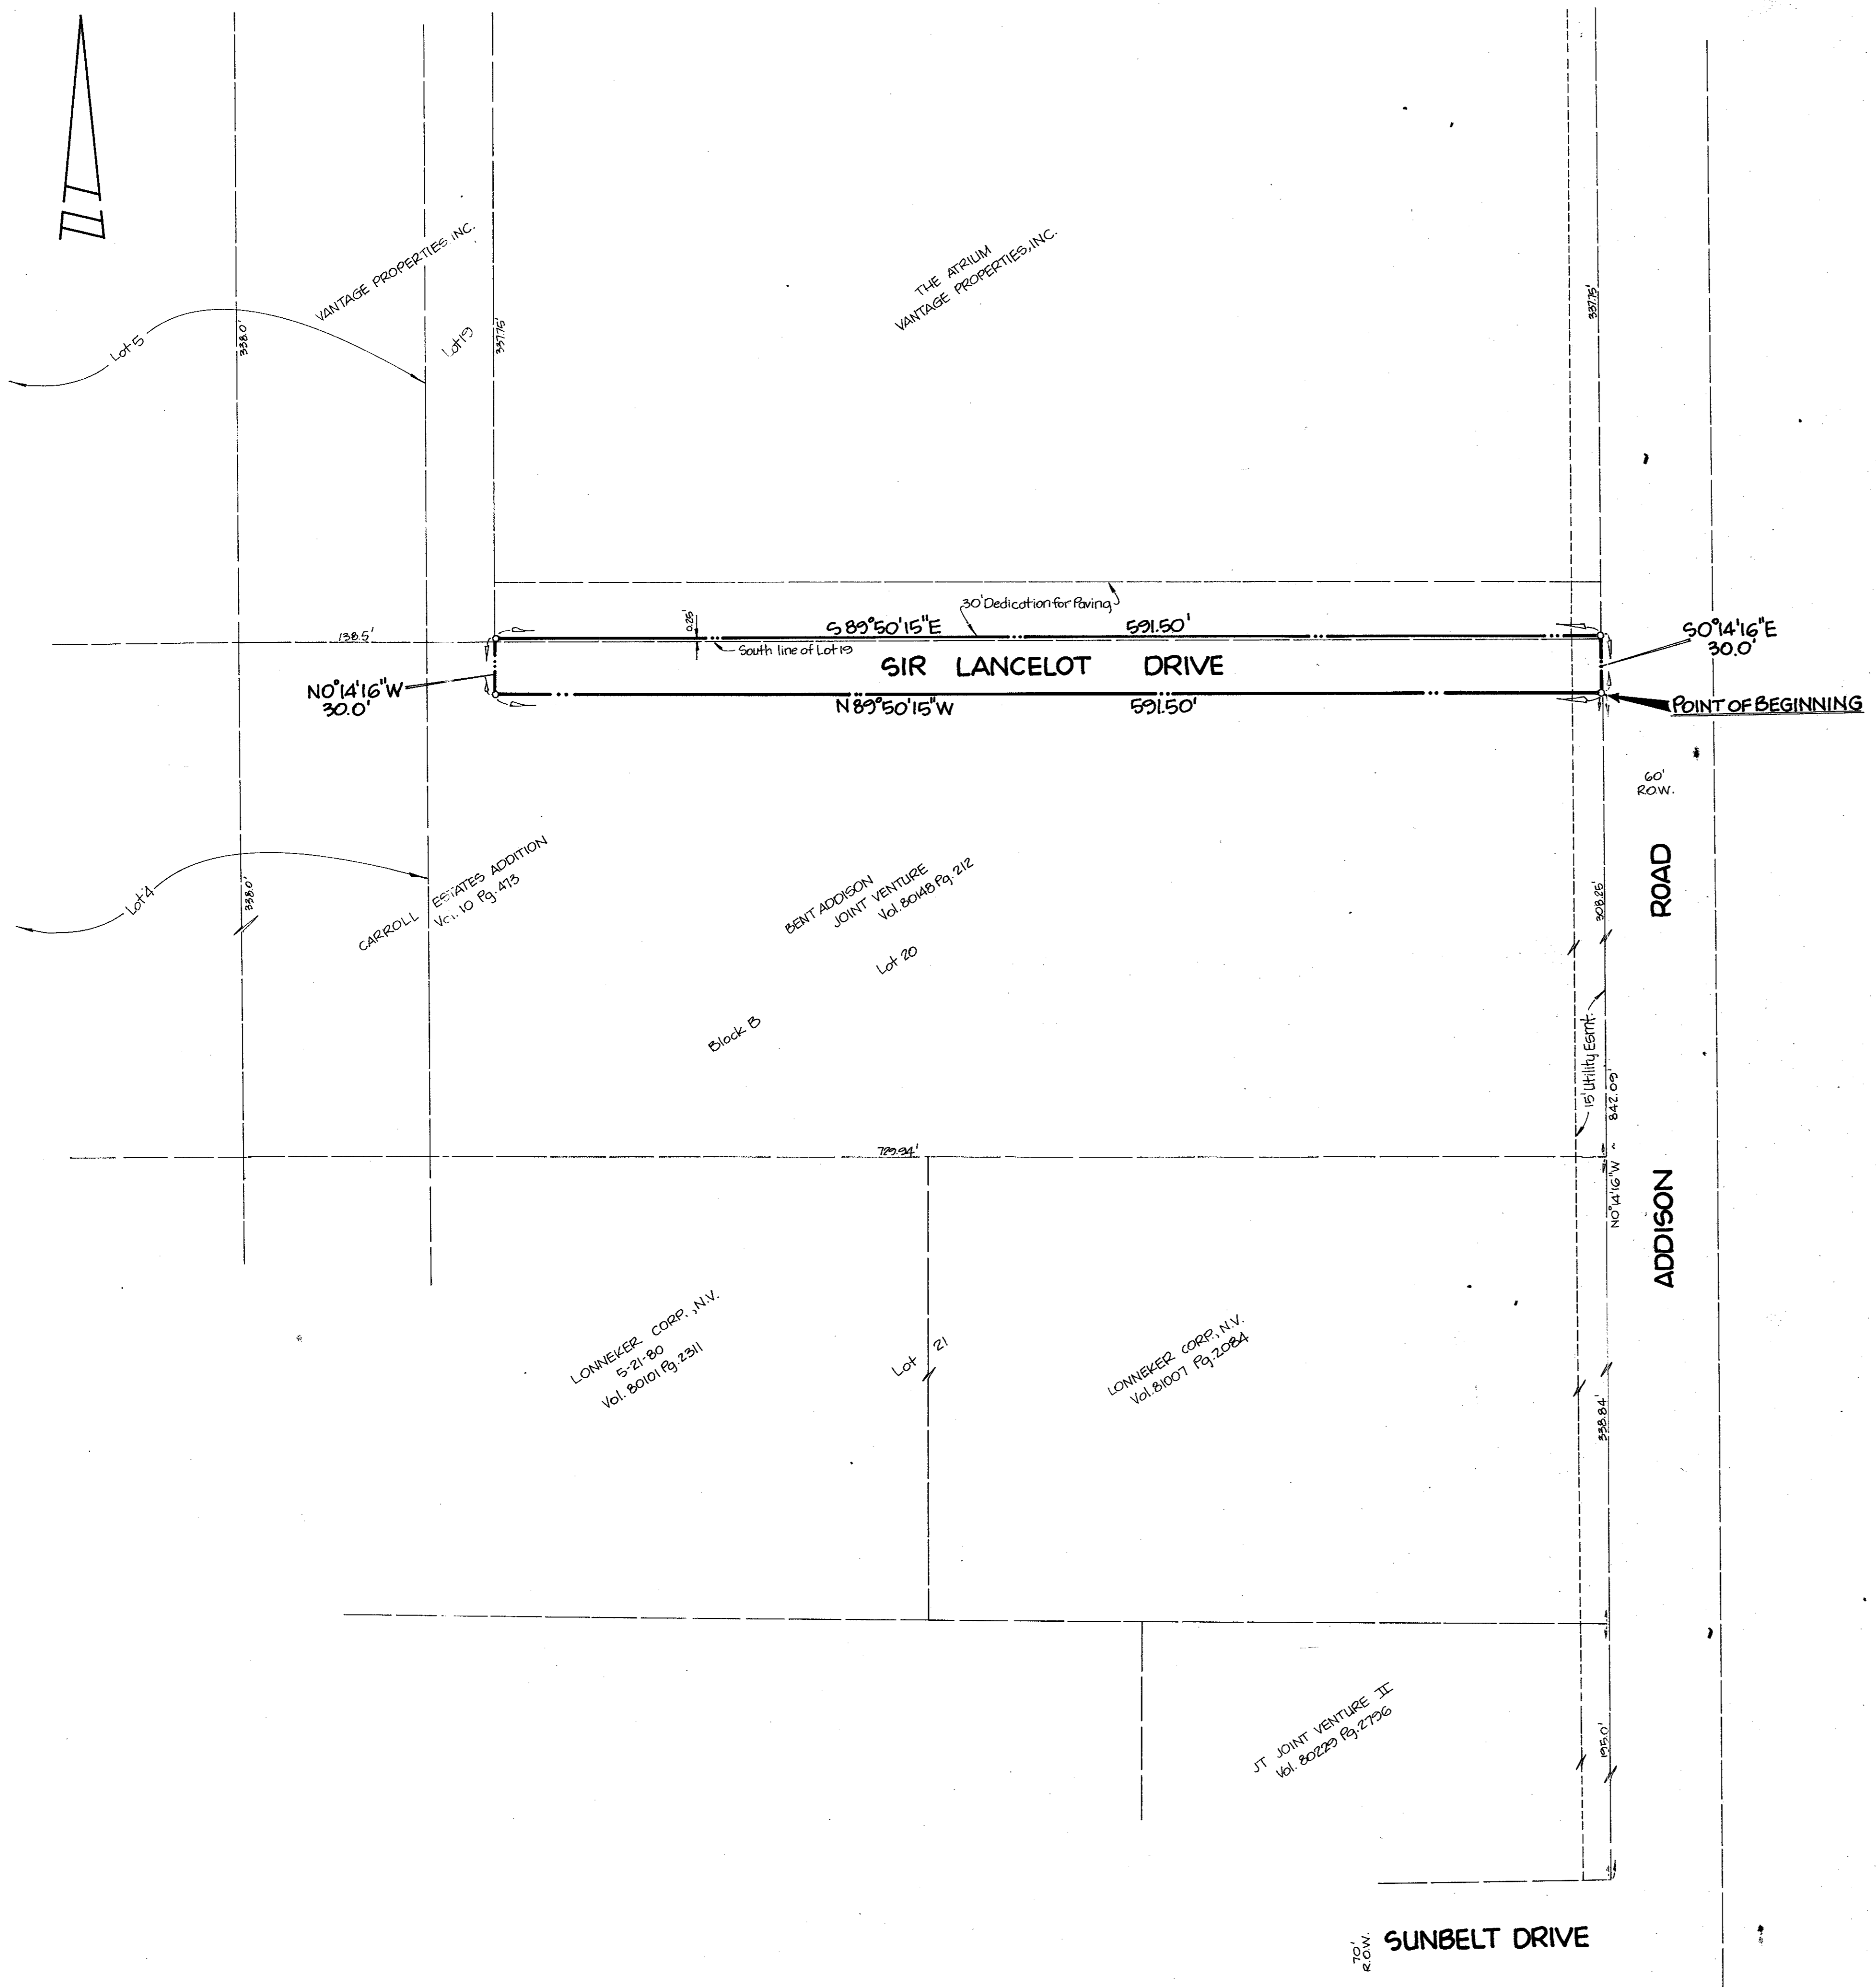 N
VANTAGE PROPERTIES INC.
THE ATRIUM
VANTAGE PROPERTIES, INC.
Lot 5
338.0'
Lot 19
337.75'
337.75'
30' Dedication for Paving
138.5'
0.25'
S 89°50'15"E 591.50'
South line of Lot 19
SIR LANCELOT DRIVE
S0°14'16"E
30.0'
N0°14'16"W
30.0'
N 89°50'15"W 591.50'
POINT OF BEGINNING
60'
R.O.W.
Lot 4
338.0'
CARROLL ESTATES ADDITION
Vol. 10 Pg. 473
BENT ADDISON
JOINT VENTURE
Vol. 80148 Pg. 212
Lot 20
Block B
308.25'
15' Utility Esmt.
N0°14'16"W ~ 842.09'
ADDISON ROAD
729.94'
LONNEKER CORP., N.V.
5-21-80
Vol. 80101 Pg. 2311
Lot 21
LONNEKER CORP., N.V.
Vol. 81007 Pg. 2084
338.84'
JT JOINT VENTURE II
Vol. 80229 Pg. 2796
195.0'
70'
R.O.W.
SUNBELT DRIVE